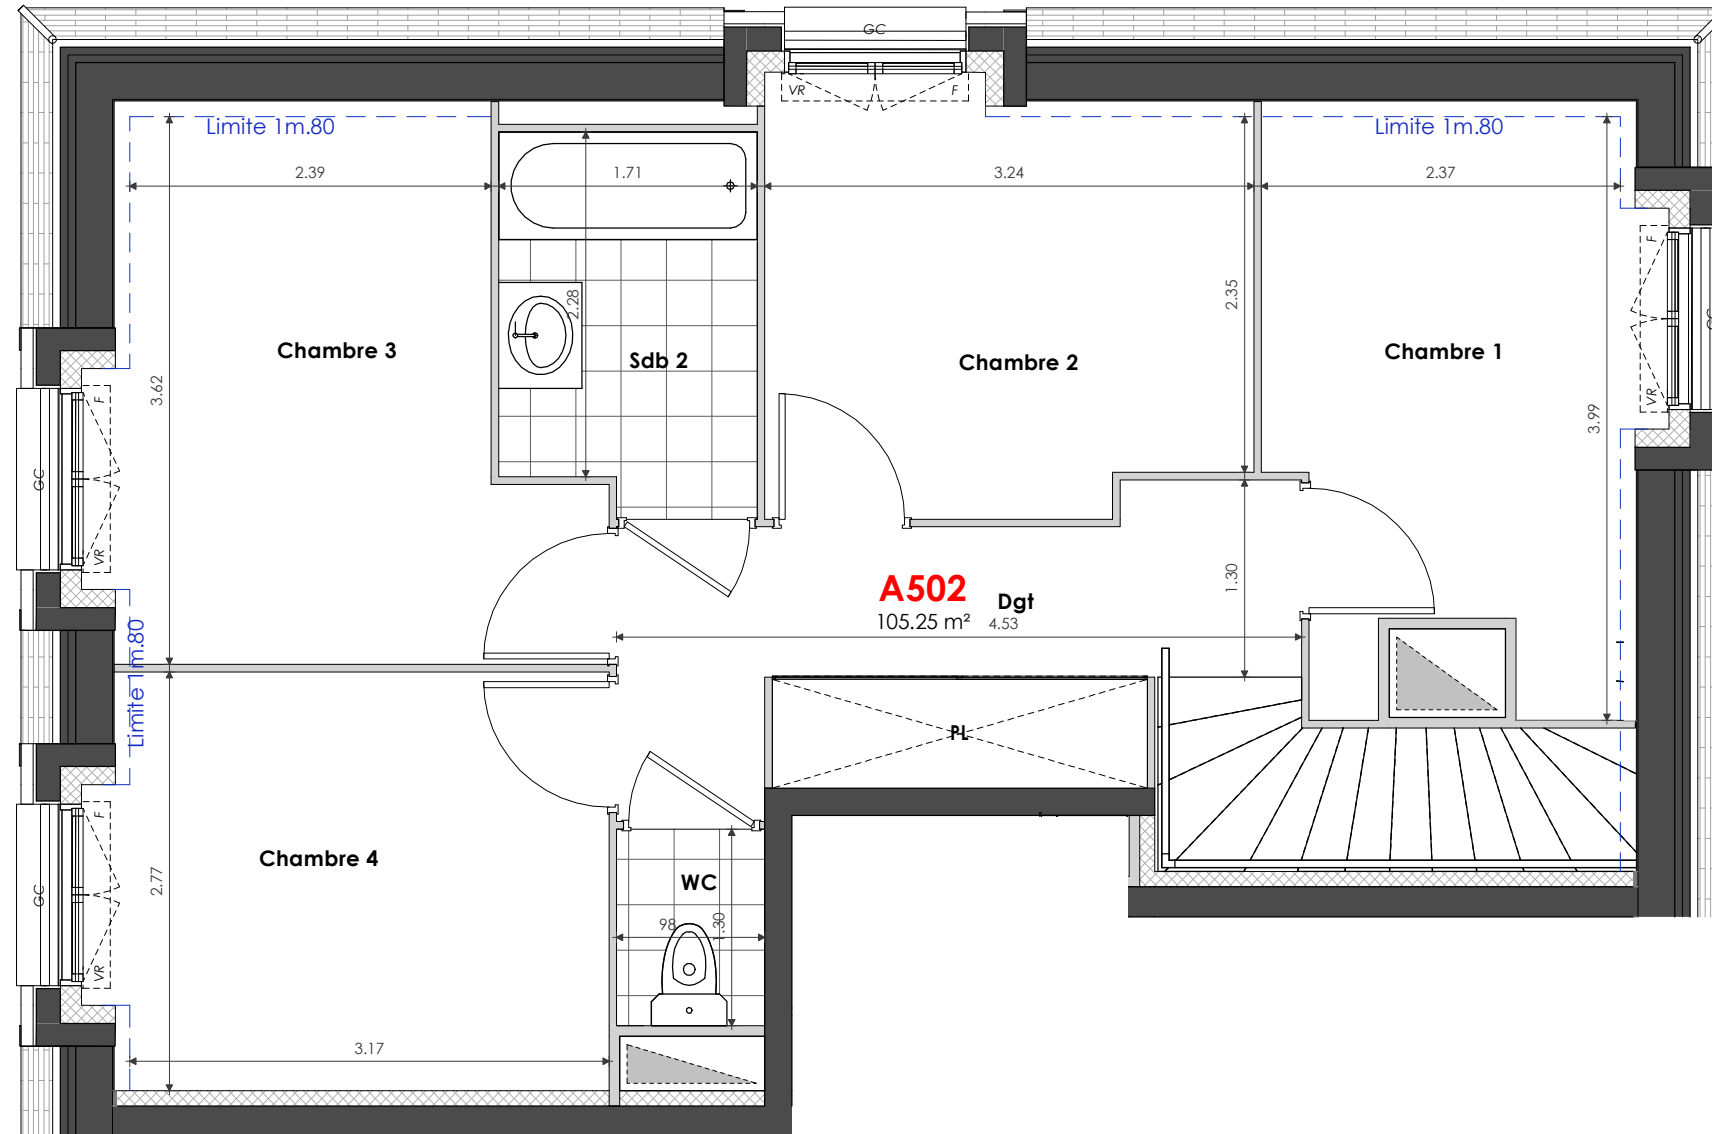 GC
VR
F
Limite 1m.80
Limite 1m.80
2.39
1.71
3.24
2.37
F
2.28
2.35
GC
Chambre 3
Sdb 2
Chambre 2
Chambre 1
3.62
F
VR
3.99
GC
VR
A502
Dgt
105.25 m²
4.53
1.30
Limite 1m.80
PL
F
Chambre 4
2.77
WC
GC
98
1.30
VR
3.17